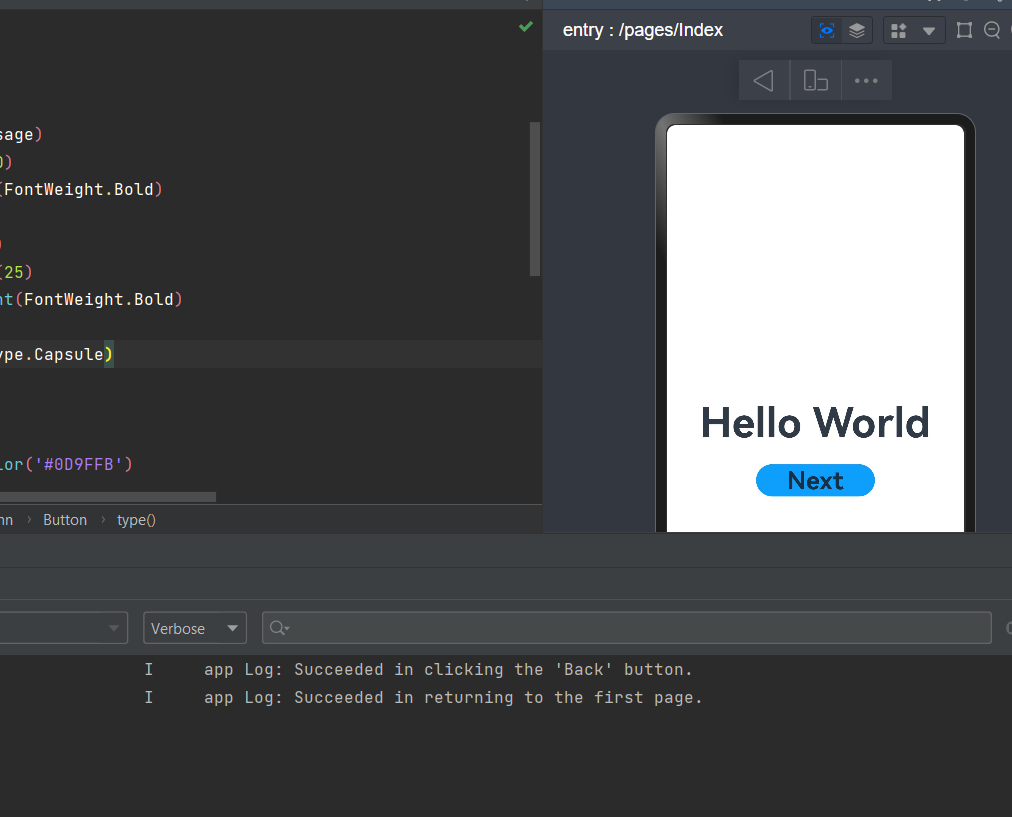 entry : /pages/Index
sage)
0)
(FontWeight.Bold)
)
(25)
nt(FontWeight.Bold)
ype.Capsule)
lor('#0D9FFB')
Hello World
Next
mn › Button › type()
Verbose
I app Log: Succeeded in clicking the 'Back' button.
I app Log: Succeeded in returning to the first page.